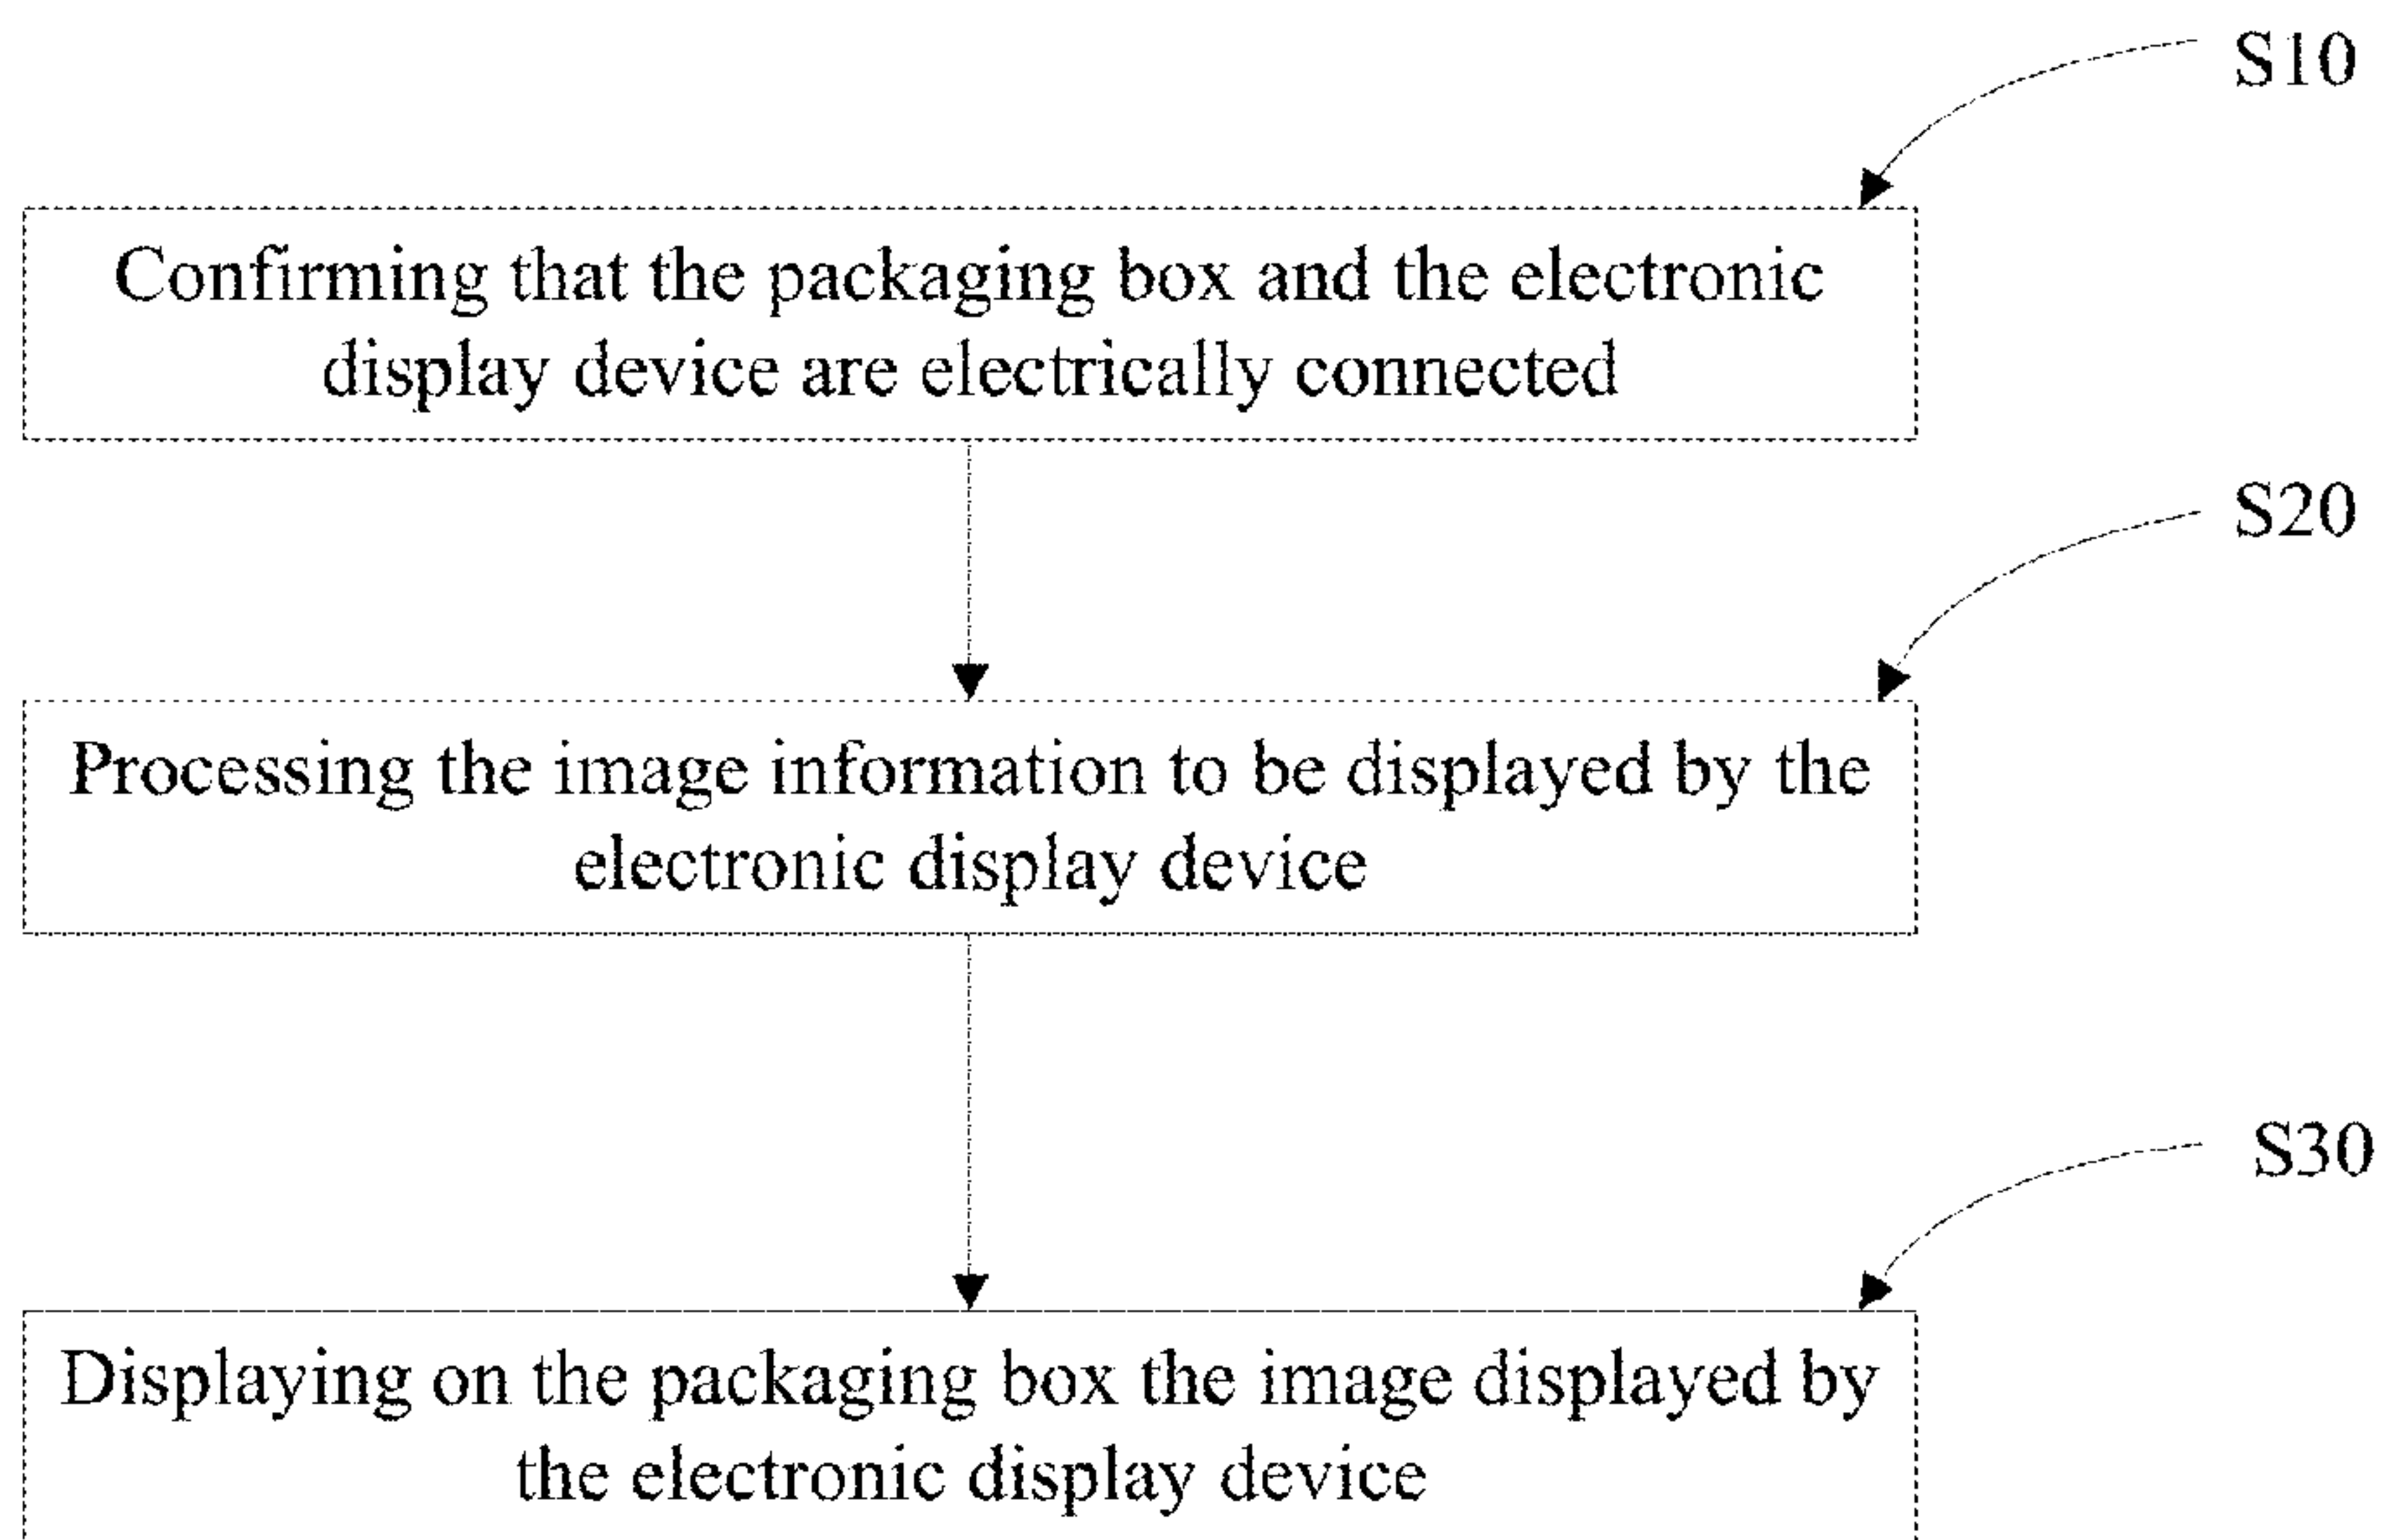 S10
Confirming that the packaging box and the electronic
display device are electrically connected
S20
Processing the image information to be displayed by the
electronic display device
S30
Displaying on the packaging box the image displayed by
the electronic display device